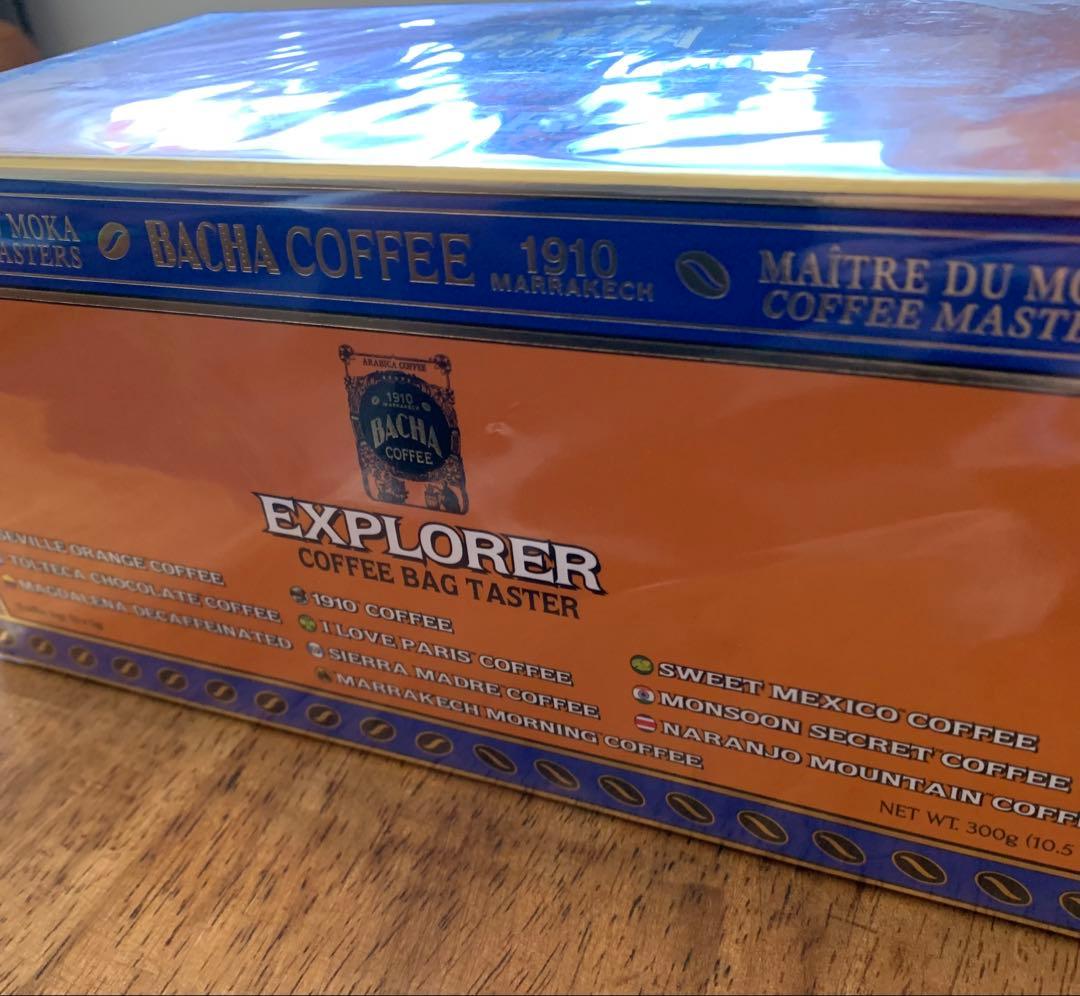 MOKA
ASTERS
BACHA COFFEE 1910
MARRAKECH
MAÎTRE DU MO
COFFEE MASTE
ARABICA COFFEE
1910
MARRAKECH
BACHA
COFFEE
EXPLORER
COFFEE BAG TASTER
SEVILLE ORANGE COFFEE
TOLTECA CHOCOLATE COFFEE
MAGDALENA DECAFFEINATED
1910 COFFEE
I LOVE PARIS COFFEE
SIERRA MADRE COFFEE
MARRAKECH MORNING COFFEE
SWEET MEXICO COFFEE
MONSOON SECRET COFFEE
NARANJO MOUNTAIN COFF
NET WT. 300g (10.5